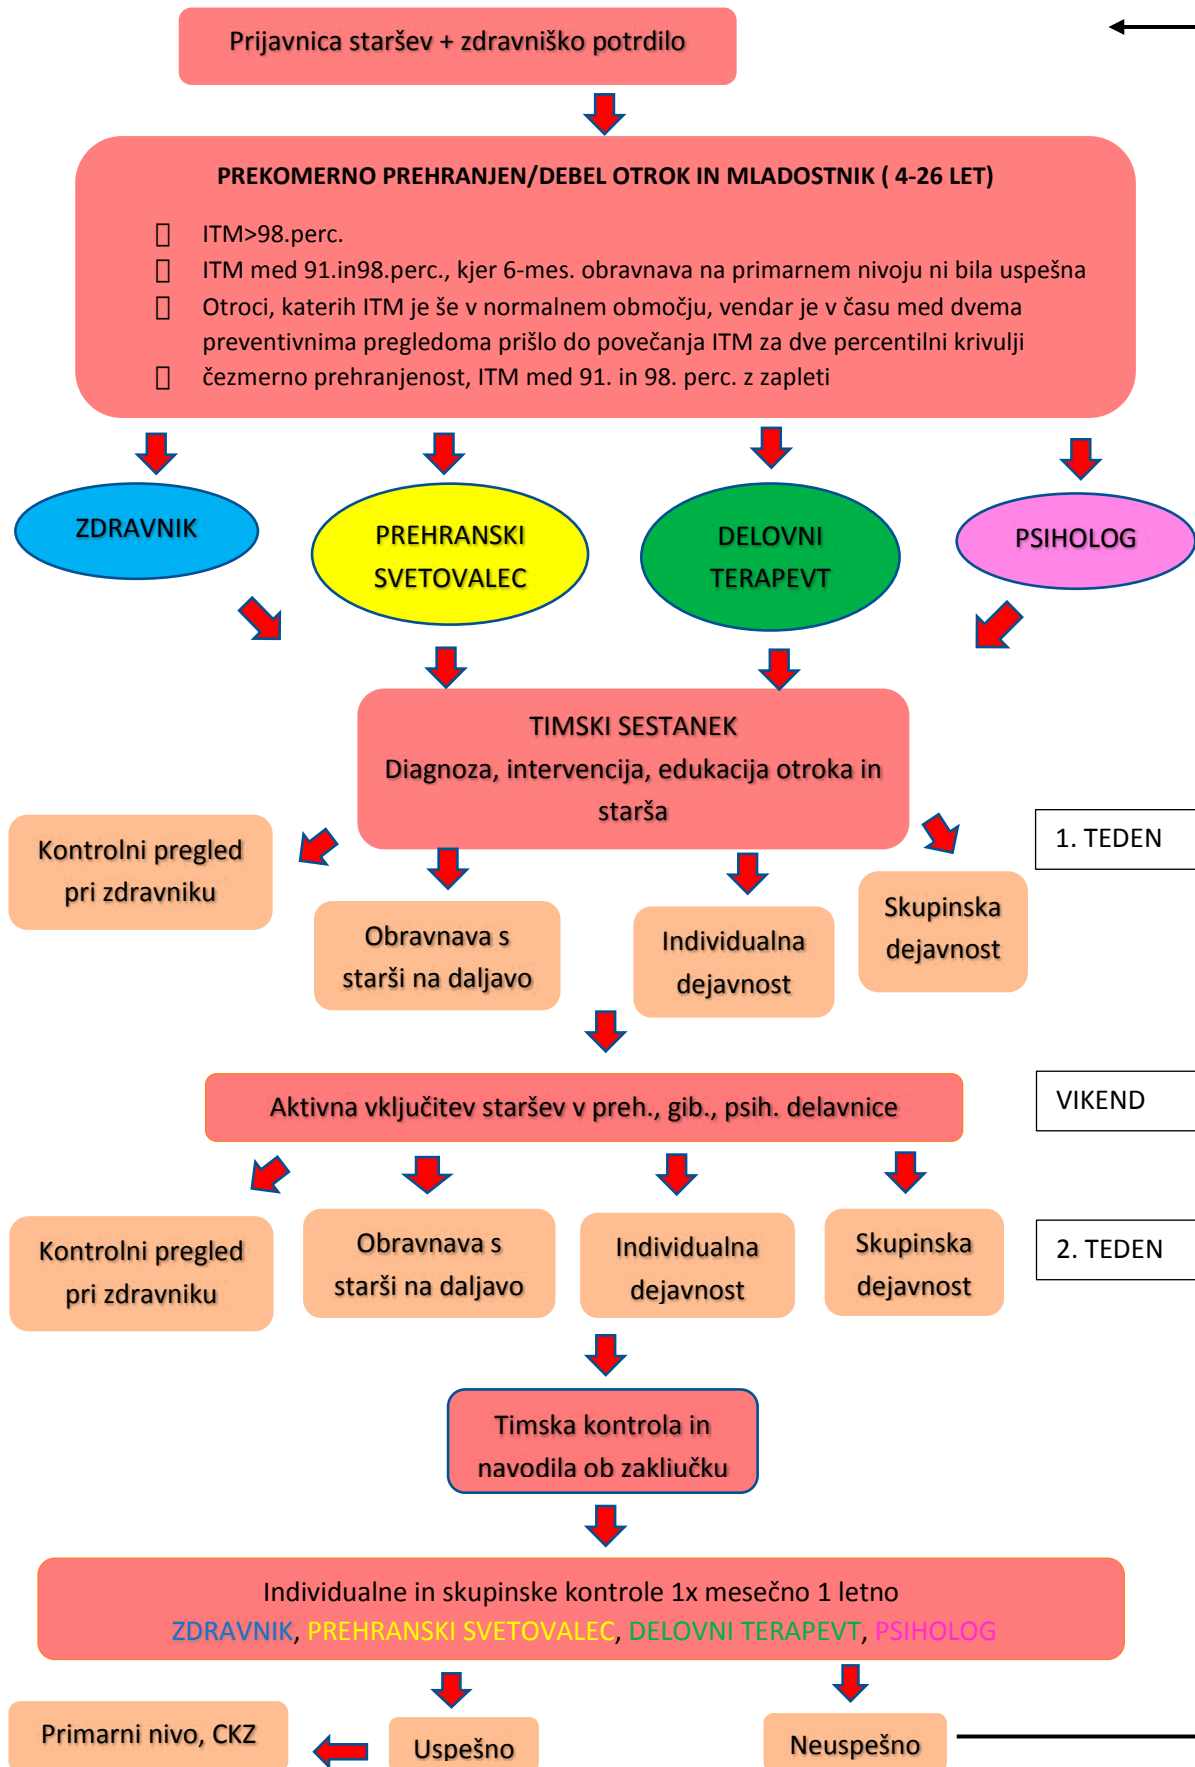 Prijavnica staršev + zdravniško potrdilo
PREKOMERNO PREHRANJEN/DEBEL OTROK IN MLADOSTNIK ( 4-26 LET)
ITM>98.perc.
ITM med 91.in98.perc., kjer 6-mes. obravnava na primarnem nivoju ni bila uspešna
Otroci, katerih ITM je še v normalnem območju, vendar je v času med dvema
preventivnima pregledoma prišlo do povečanja ITM za dve percentilni krivulji
čezmerno prehranjenost, ITM med 91. in 98. perc. z zapleti
ZDRAVNIK
PREHRANSKI
SVETOVALEC
DELOVNI
TERAPEVT
PSIHOLOG
TIMSKI SESTANEK
Diagnoza, intervencija, edukacija otroka in
starša
1. TEDEN
Kontrolni pregled
pri zdravniku
Obravnava s
starši na daljavo
Individualna
dejavnost
Skupinska
dejavnost
Aktivna vključitev staršev v preh., gib., psih. delavnice
VIKEND
Kontrolni pregled
pri zdravniku
Obravnava s
starši na daljavo
Individualna
dejavnost
Skupinska
dejavnost
2. TEDEN
Timska kontrola in
navodila ob zaključku
Individualne in skupinske kontrole 1x mesečno 1 letno
ZDRAVNIK, PREHRANSKI SVETOVALEC, DELOVNI TERAPEVT, PSIHOLOG
Primarni nivo, CKZ
Uspešno
Neuspešno